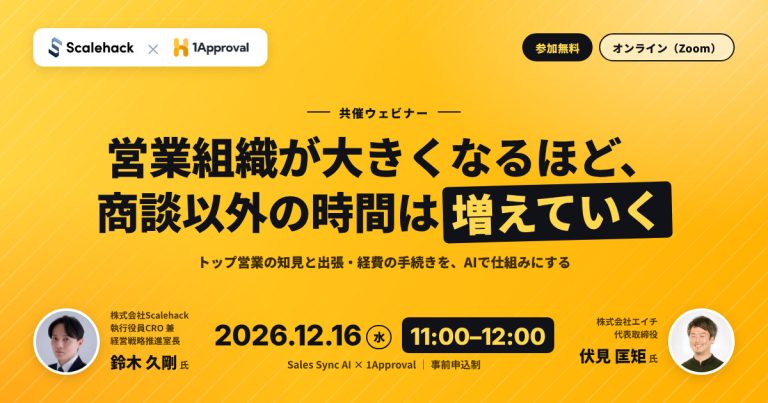 Scalehack × 1Approval
参加無料
オンライン（Zoom）
共催ウェビナー
営業組織が大きくなるほど、
商談以外の時間は増えていく
トップ営業の知見と出張・経費の手続きを、AIで仕組みにする
株式会社Scalehack
執行役員CRO 兼
経営戦略推進室長
鈴木 久剛 氏
2026.12.16 水 11:00–12:00
Sales Sync AI × 1Approval ｜ 事前申込制
株式会社エイチ
代表取締役
伏見 匡矩 氏